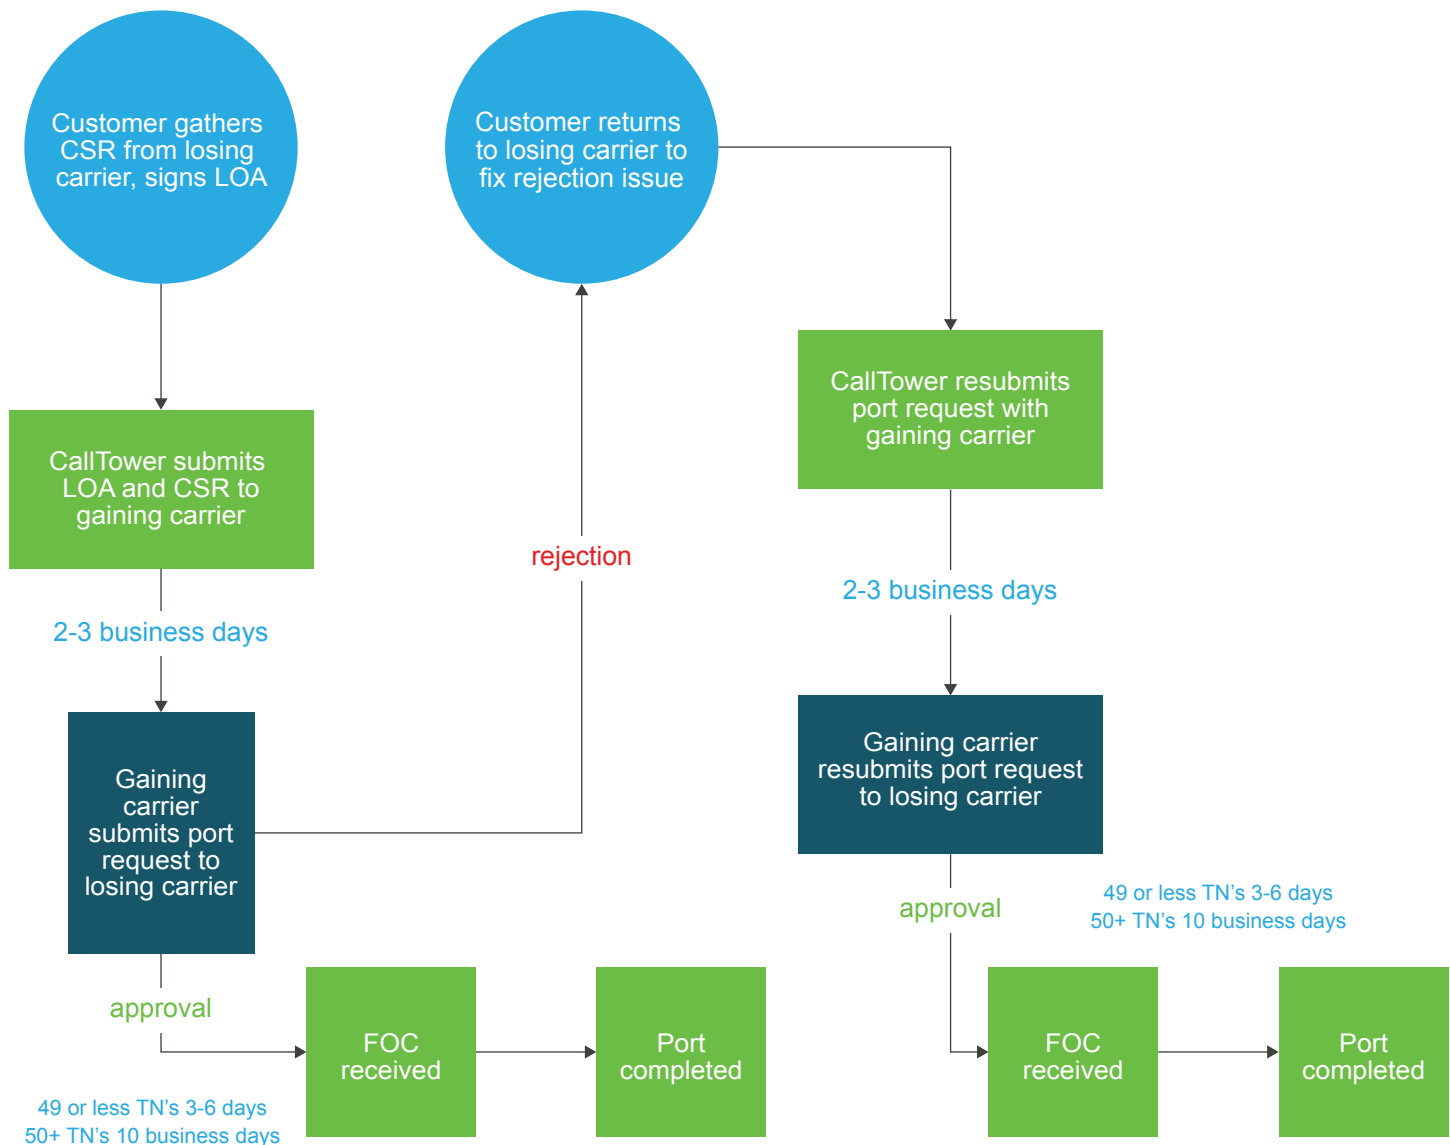 Customer gathers
CSR from losing
carrier, signs LOA
CallTower submits
LOA and CSR to
gaining carrier
2-3 business days
Gaining
carrier
submits port
request to
losing carrier
approval
49 or less TN's 3-6 days
50+ TN's 10 business days
FOC
received
Port
completed
rejection
Customer returns
to losing carrier to
fix rejection issue
CallTower resubmits
port request with
gaining carrier
2-3 business days
Gaining carrier
resubmits port request
to losing carrier
approval
49 or less TN's 3-6 days
50+ TN's 10 business days
FOC
received
Port
completed